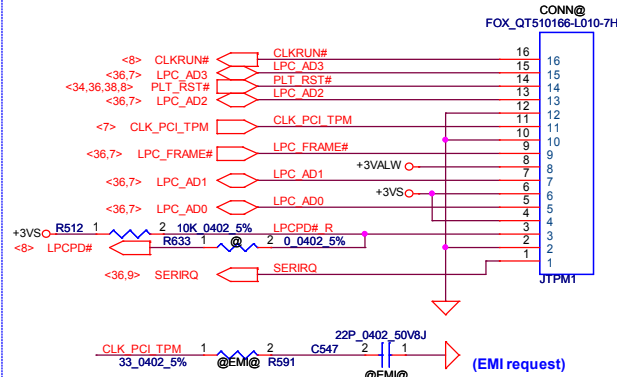 CONN@
FOX_QT510166-L010-7H
<8> CLKRUN# CLKRUN# 16 16
<36,7> LPC_AD3 LPC_AD3 15 15
<34,36,38,8> PLT_RST# PLT_RST# 14 14
<36,7> LPC_AD2 LPC_AD2 13 13
12 12
<7> CLK_PCI_TPM CLK_PCI_TPM 11 11
10 10
<36,7> LPC_FRAME# LPC_FRAME# 9 9
+3VALW 8 8
<36,7> LPC_AD1 LPC_AD1 7 7
+3VS 6 6
<36,7> LPC_AD0 LPC_AD0 5 5
4 4
+3VS R512 1 2 10K_0402_5% LPCPD#_R 3 3
<8> LPCPD# R633 1 @ 2 0_0402_5% 2 2
1 1
<36,9> SERIRQ SERIRQ
JTPM1
22P_0402_50V8J
CLK_PCI_TPM 1 2 C547 2 1
33_0402_5% @EMI@ R591 (EMI request)
@EMI@